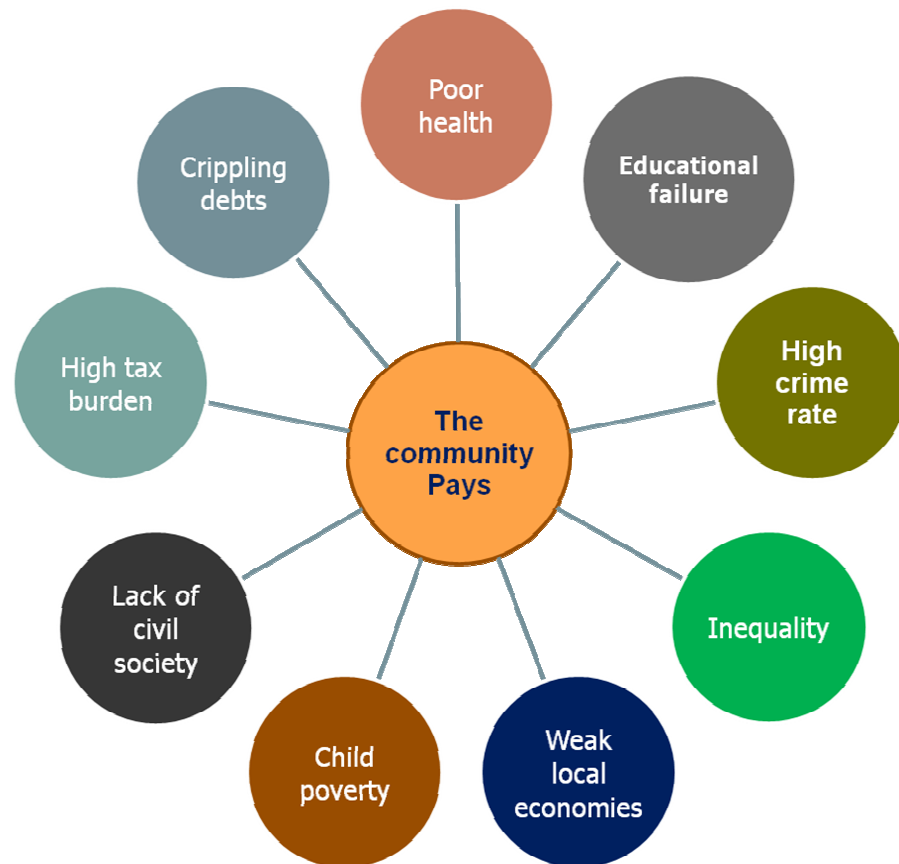 Poor
health
Educational
failure
High
crime
rate
Inequality
Weak
local
economies
Child
poverty
Lack of
civil
society
High tax
burden
Crippling
debts
The
community
Pays